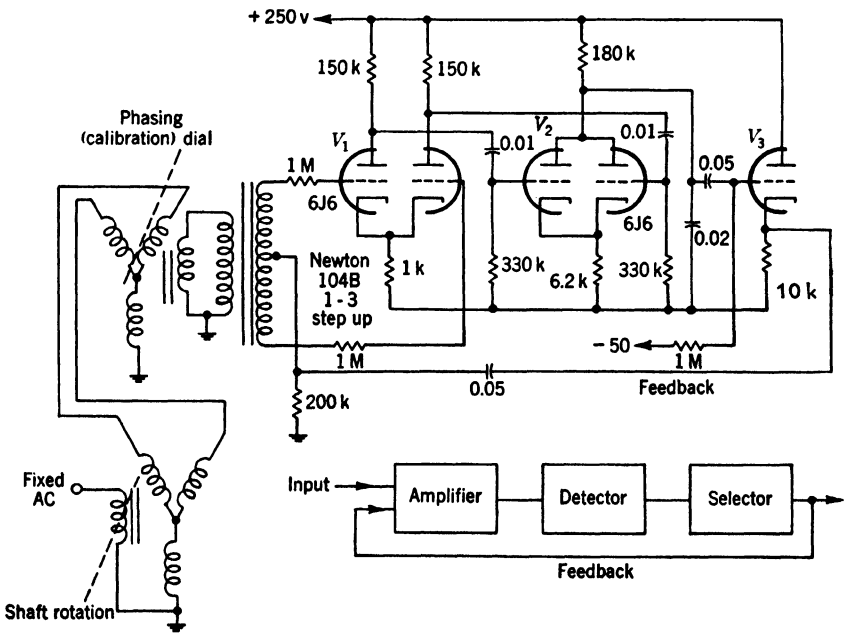 + 250 v
150 k
150 k
180 k
Phasing
(calibration) dial
V1
V2
V3
0.01
0.01
0.05
1 M
6J6
6J6
0.02
Newton
104B
1 - 3
step up
1 k
330 k
6.2 k
330 k
10 k
- 50
1 M
1 M
0.05
Feedback
200 k
Fixed
AC
Input
Amplifier
Detector
Selector
Feedback
Shaft rotation